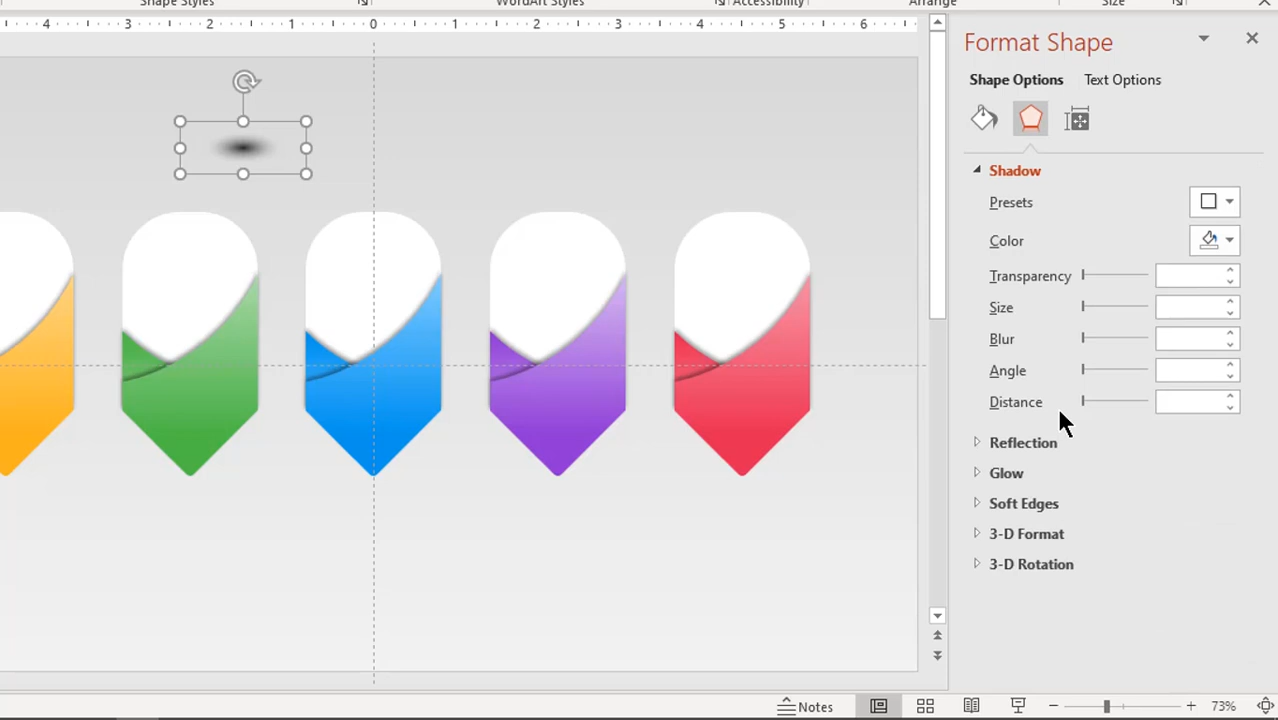 Shape Styles WordArt Styles Accessibility Arrange Size
4 3 2 1 0 1 2 3 4 5 6
Format Shape
Shape Options Text Options
Shadow
Presets
Color
Transparency
Size
Blur
Angle
Distance
Reflection
Glow
Soft Edges
3-D Format
3-D Rotation
Notes 73%